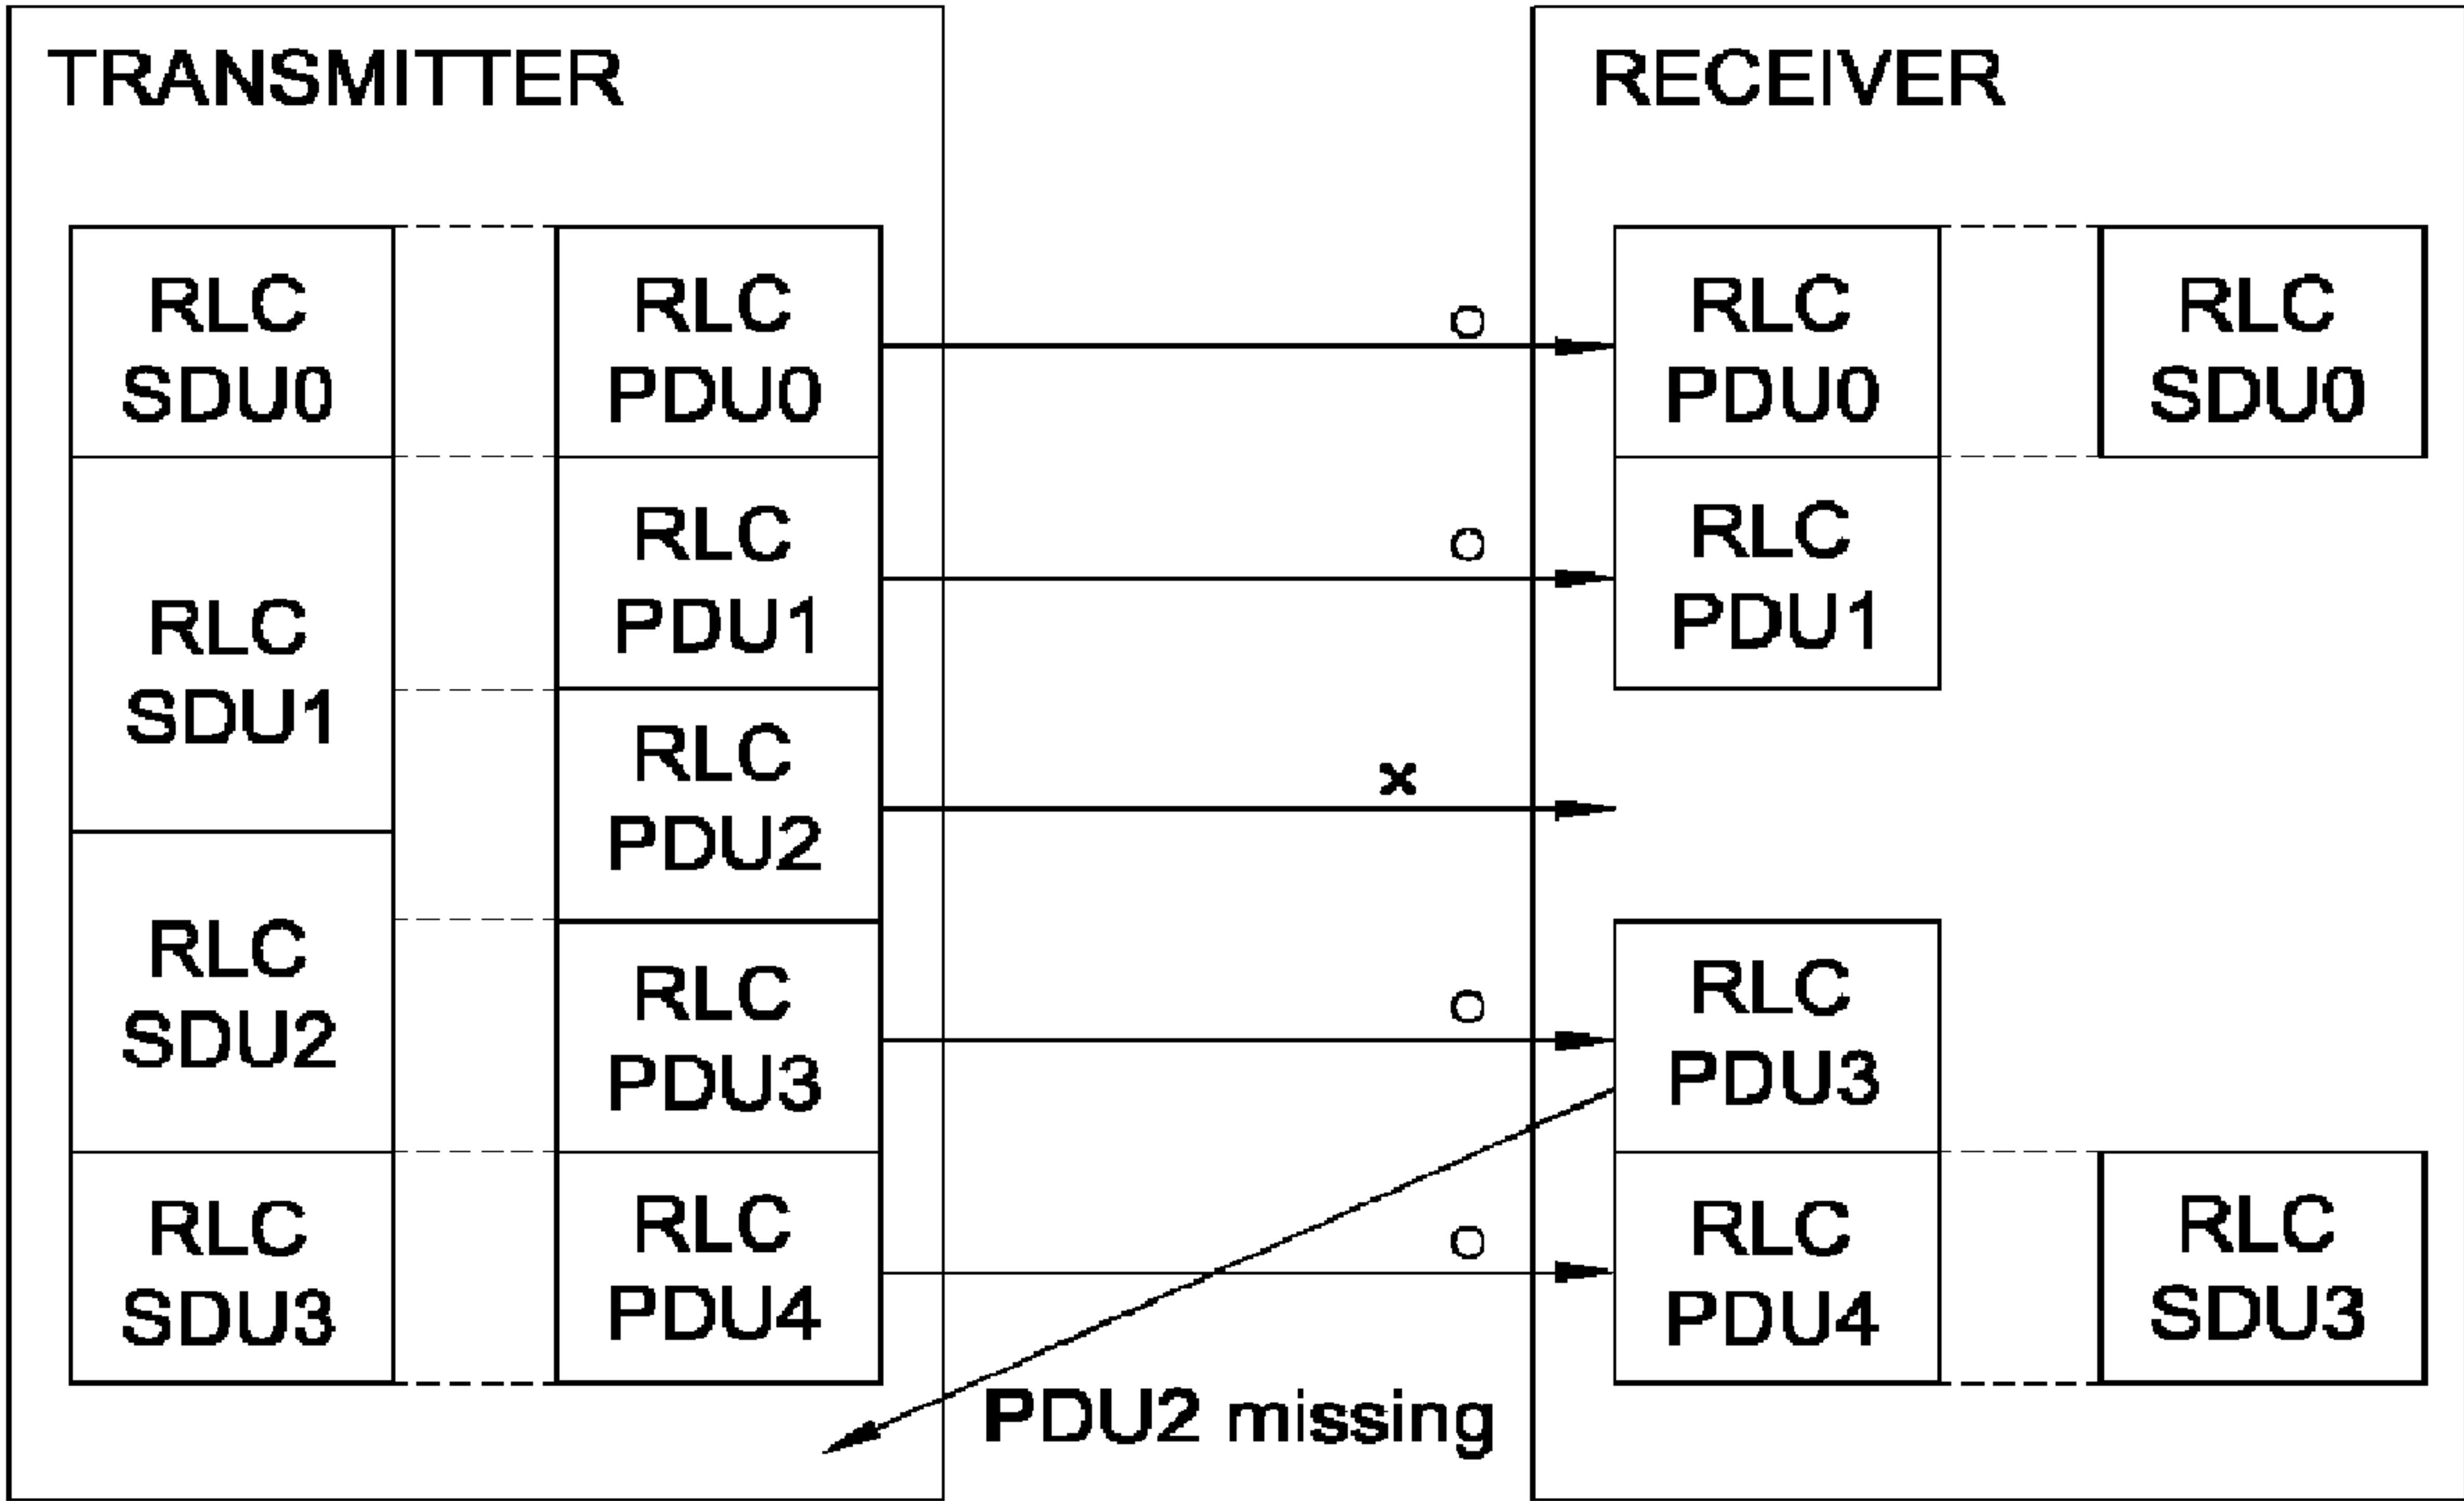 TRANSMITTER
RLC
SDU0
RLC
SDU1
RLC
SDU2
RLC
SDU3
RLC
PDU0
RLC
PDU1
RLC
PDU2
RLC
PDU3
RLC
PDU4
O
O
x
O
O
PDU2 missing
RECEIVER
RLC
PDU0
RLC
PDU1
RLC
PDU3
RLC
PDU4
RLC
SDU0
RLC
SDU3